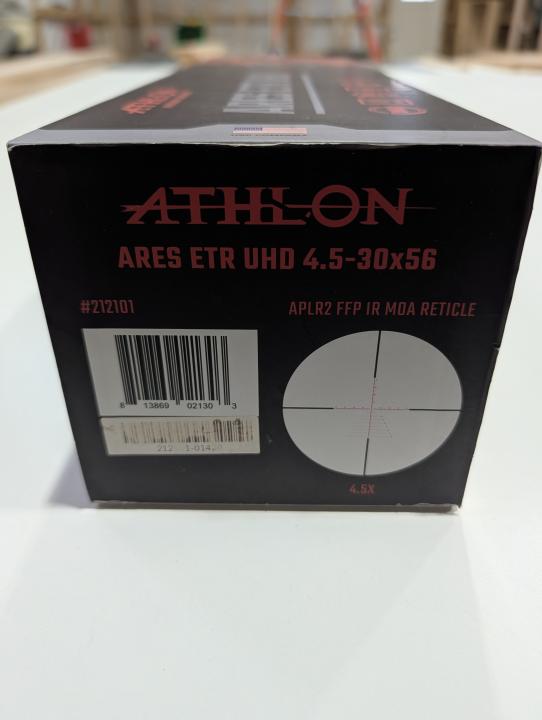 ATHLON
ATHLON
ARES ETR UHD 4.5-30x56
#212101
APLR2 FFP IR MOA RETICLE
8 13869 02130 3
4.5X